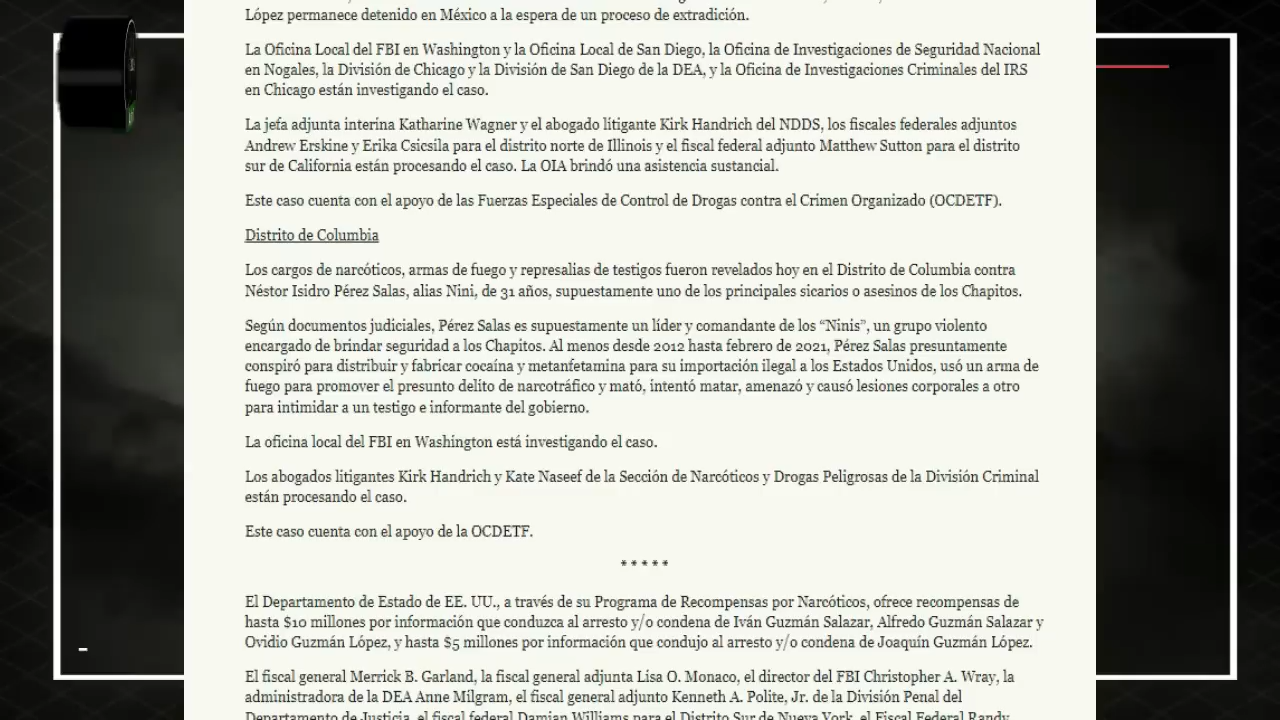 López permanece detenido en México a la espera de un proceso de extradición.
La Oficina Local del FBI en Washington y la Oficina Local de San Diego, la Oficina de Investigaciones de Seguridad Nacional
en Nogales, la División de Chicago y la División de San Diego de la DEA, y la Oficina de Investigaciones Criminales del IRS
en Chicago están investigando el caso.
La jefa adjunta interina Katharine Wagner y el abogado litigante Kirk Handrich del NDDS, los fiscales federales adjuntos
Andrew Erskine y Erika Csicsila para el distrito norte de Illinois y el fiscal federal adjunto Matthew Sutton para el distrito
sur de California están procesando el caso. La OIA brindó una asistencia sustancial.
Este caso cuenta con el apoyo de las Fuerzas Especiales de Control de Drogas contra el Crimen Organizado (OCDETF).
Distrito de Columbia
Los cargos de narcóticos, armas de fuego y represalias de testigos fueron revelados hoy en el Distrito de Columbia contra
Néstor Isidro Pérez Salas, alias Nini, de 31 años, supuestamente uno de los principales sicarios o asesinos de los Chapitos.
Según documentos judiciales, Pérez Salas es supuestamente un líder y comandante de los “Ninis”, un grupo violento
encargado de brindar seguridad a los Chapitos. Al menos desde 2012 hasta febrero de 2021, Pérez Salas presuntamente
conspiró para distribuir y fabricar cocaína y metanfetamina para su importación ilegal a los Estados Unidos, usó un arma de
fuego para promover el presunto delito de narcotráfico y mató, intentó matar, amenazó y causó lesiones corporales a otro
para intimidar a un testigo e informante del gobierno.
La oficina local del FBI en Washington está investigando el caso.
Los abogados litigantes Kirk Handrich y Kate Naseef de la Sección de Narcóticos y Drogas Peligrosas de la División Criminal
están procesando el caso.
Este caso cuenta con el apoyo de la OCDETF.
* * * * *
El Departamento de Estado de EE. UU., a través de su Programa de Recompensas por Narcóticos, ofrece recompensas de
hasta $10 millones por información que conduzca al arresto y/o condena de Iván Guzmán Salazar, Alfredo Guzmán Salazar y
Ovidio Guzmán López, y hasta $5 millones por información que condujo al arresto y/o condena de Joaquín Guzmán López.
El fiscal general Merrick B. Garland, la fiscal general adjunta Lisa O. Monaco, el director del FBI Christopher A. Wray, la
administradora de la DEA Anne Milgram, el fiscal general adjunto Kenneth A. Polite, Jr. de la División Penal del
Departamento de Justicia, el fiscal federal Damian Williams para el Distrito Sur de Nueva York, el Fiscal Federal Randy